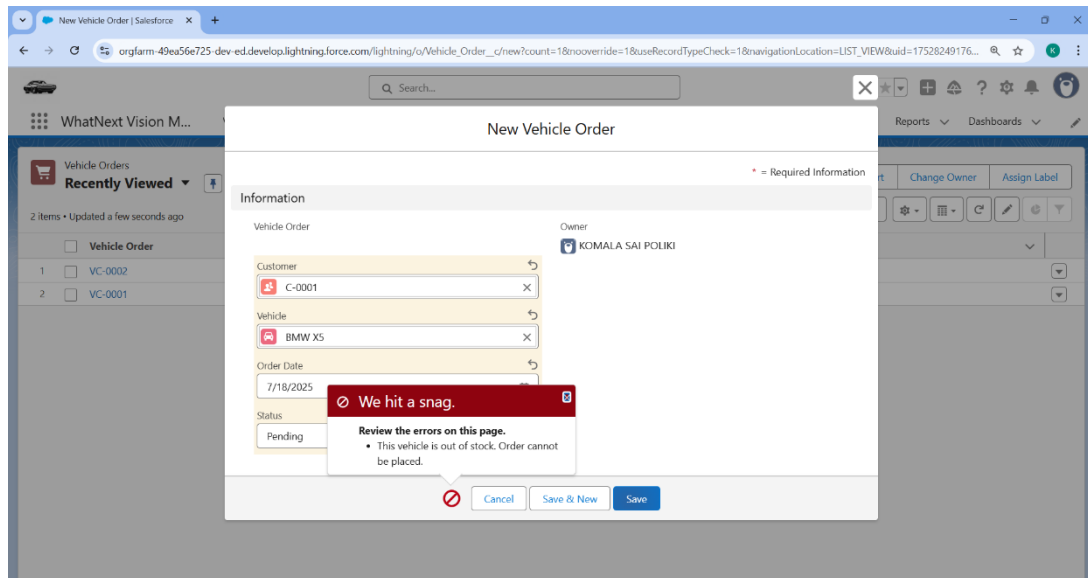 New Vehicle Order | Salesforce
orgfarm-49ea56e725-dev-ed.develop.lightning.force.com/lightning/o/Vehicle_Order__c/new?count=1&nooverride=1&useRecordTypeCheck=1&navigationLocation=LIST_VIEW&uid=17528249176...
K
Search...
WhatNext Vision M...
Reports
Dashboards
New Vehicle Order
* = Required Information
Vehicle Orders
Recently Viewed
Change Owner
Assign Label
2 items • Updated a few seconds ago
Information
Vehicle Order
Owner
KOMALA SAI POLIKI
Vehicle Order
1 VC-0002
2 VC-0001
Customer
C-0001
Vehicle
BMW X5
Order Date
7/18/2025
Status
Pending
We hit a snag.
Review the errors on this page.
• This vehicle is out of stock. Order cannot
be placed.
Cancel
Save & New
Save